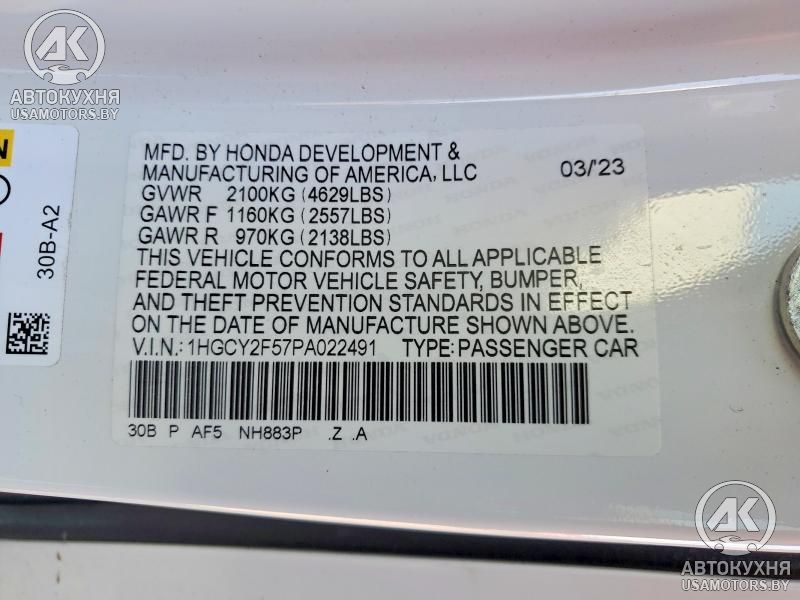 AK
АВТОКУХНЯ
USAMOTORS.BY
N
30B-A2
MFD. BY HONDA DEVELOPMENT &
MANUFACTURING OF AMERICA, LLC 03/'23
GVWR 2100KG (4629LBS)
GAWR F 1160KG (2557LBS)
GAWR R 970KG (2138LBS)
THIS VEHICLE CONFORMS TO ALL APPLICABLE
FEDERAL MOTOR VEHICLE SAFETY, BUMPER,
AND THEFT PREVENTION STANDARDS IN EFFECT
ON THE DATE OF MANUFACTURE SHOWN ABOVE.
V.I.N.: 1HGCY2F57PA022491 TYPE: PASSENGER CAR
30B P AF5 NH883P .Z .A
AK
АВТОКУХНЯ
USAMOTORS.BY